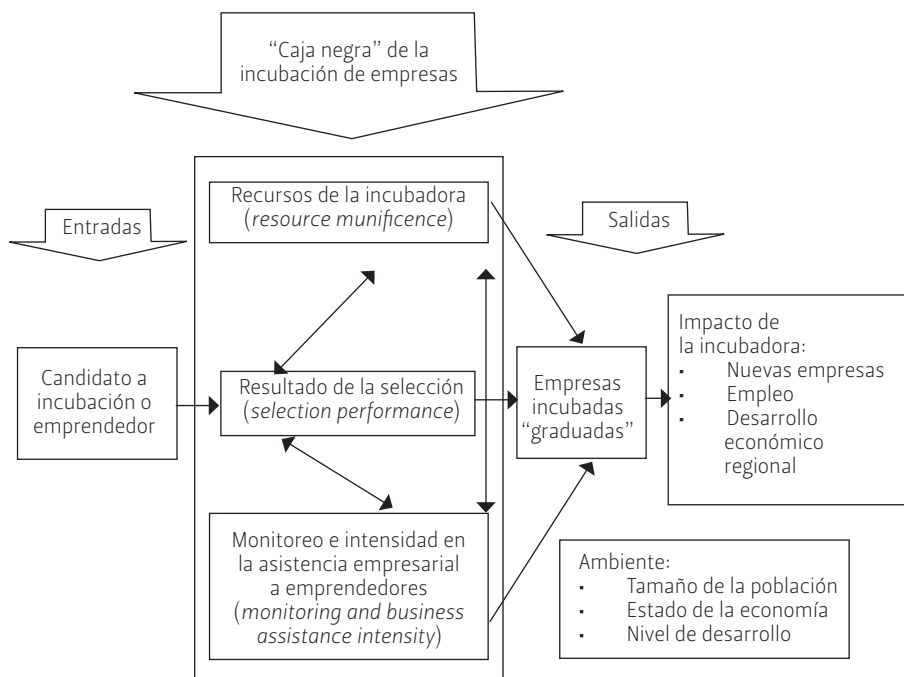 “Caja negra” de la
incubación de empresas
Entradas
Recursos de la incubadora
(resource munificence)
Salidas
Candidato a
incubación o
emprendedor
Resultado de la selección
(selection performance)
Empresas
incubadas
“graduadas”
Impacto de
la incubadora:
▪ Nuevas empresas
▪ Empleo
▪ Desarrollo
económico
regional
Monitoreo e intensidad en
la asistencia empresarial
a emprendedores
(monitoring and business
assistance intensity)
Ambiente:
▪ Tamaño de la población
▪ Estado de la economía
▪ Nivel de desarrollo